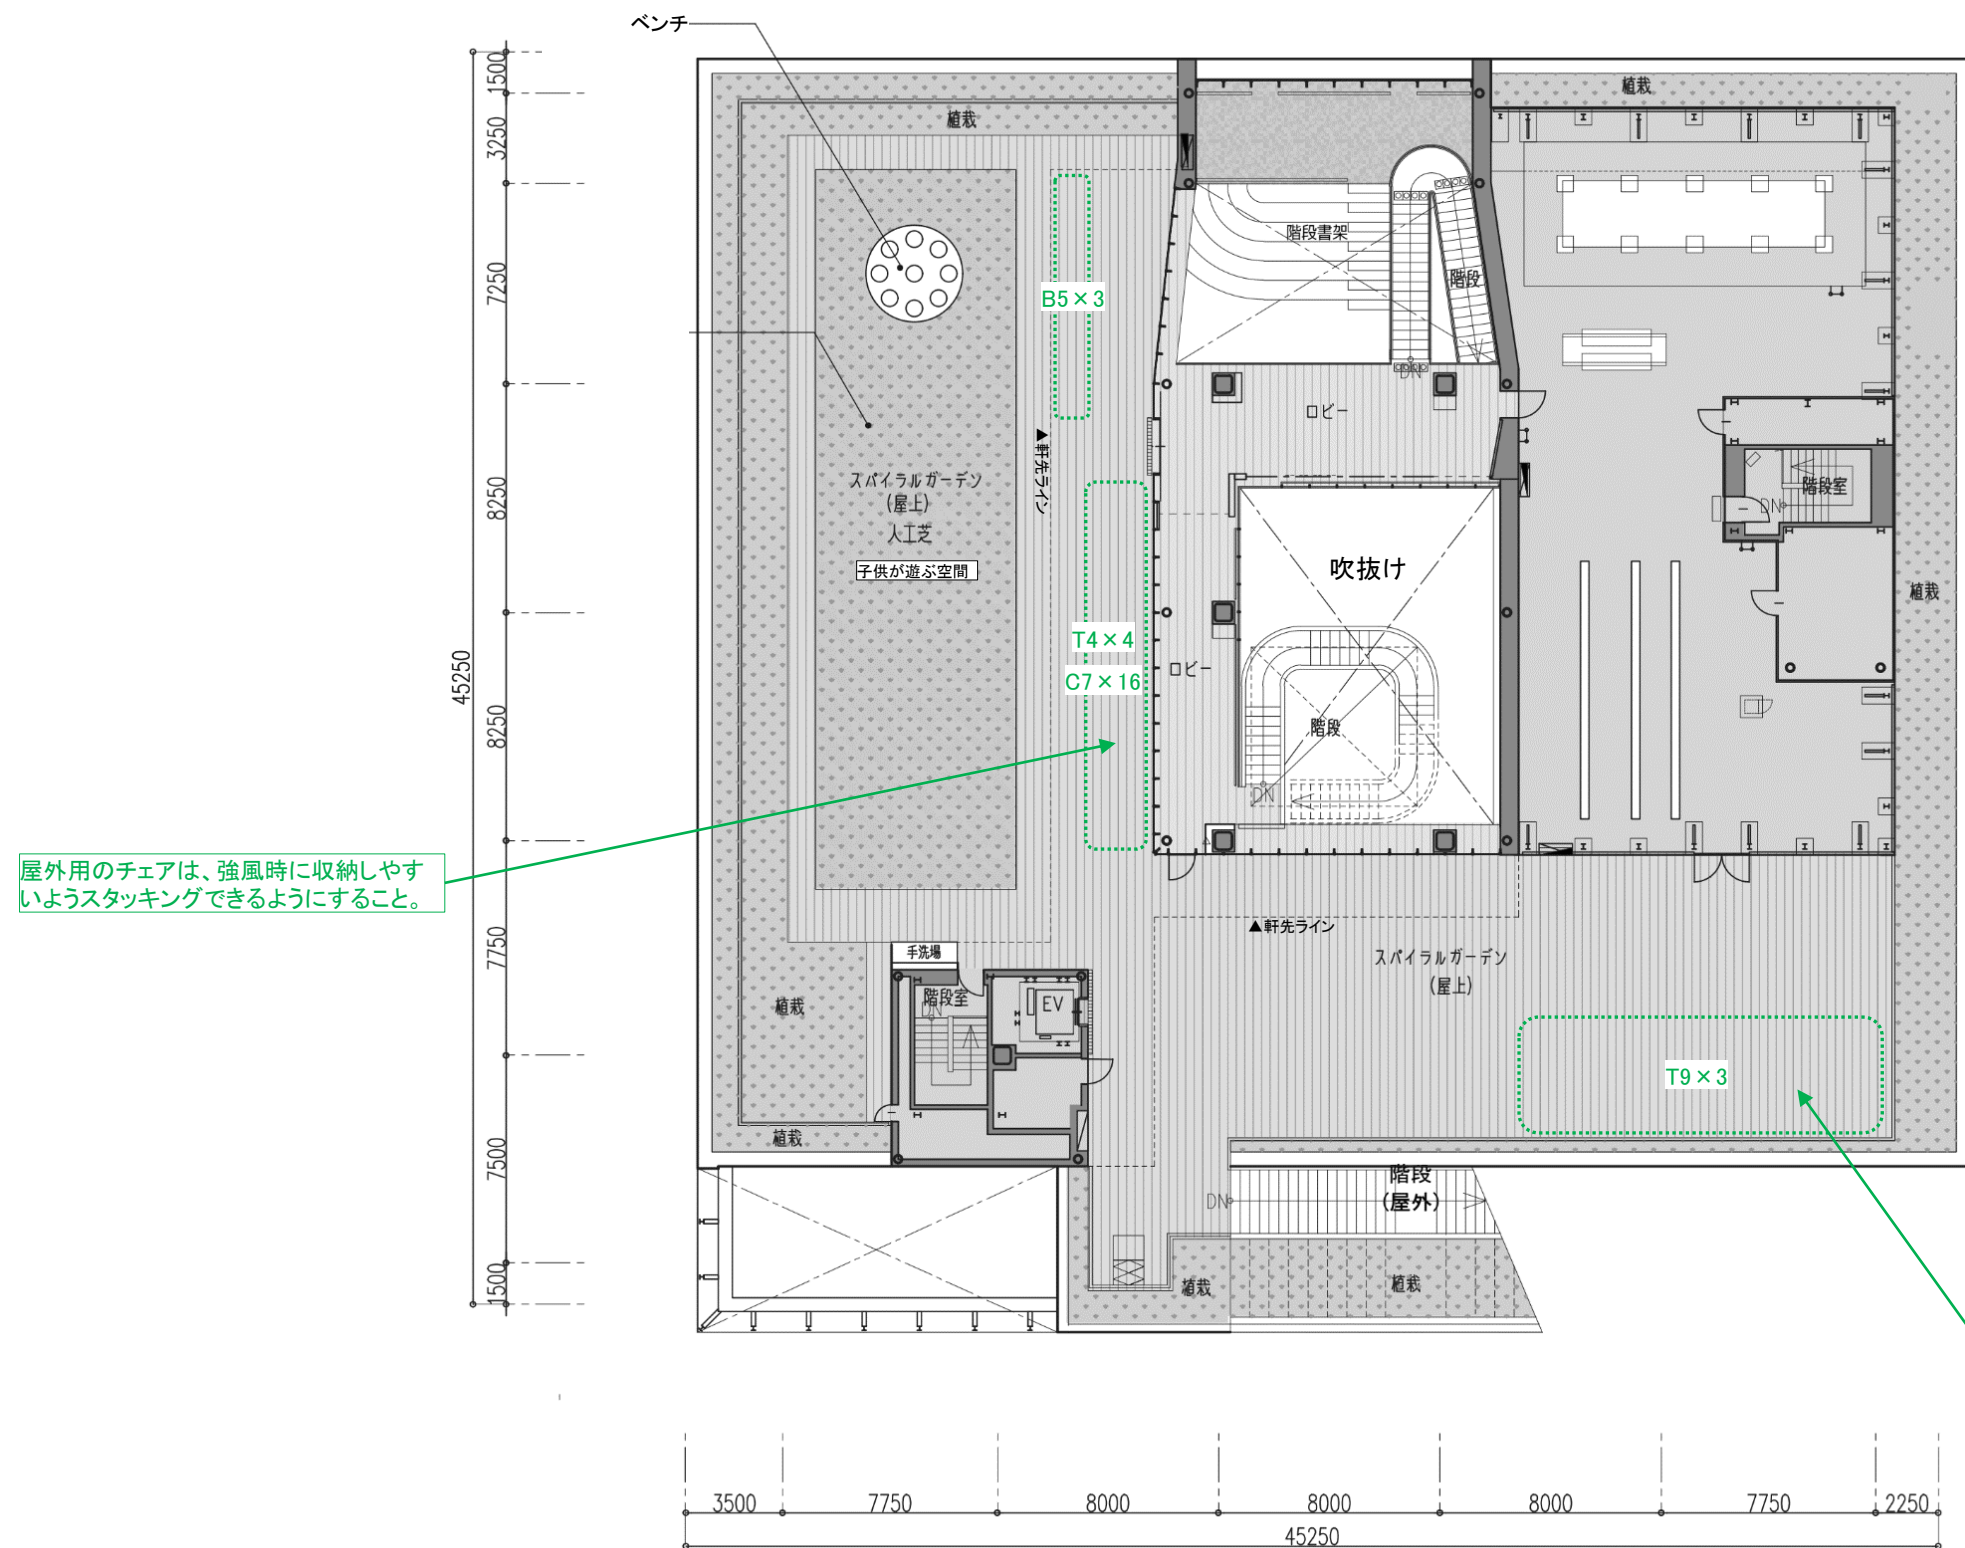 ベンチ
1500
3250
7250
8250
8250
7750
7500
1500
45250
植栽
植栽
階段書架
階段
B5×3
DN
ロビー
▲軒先ライン
スパイラルガーデン
(屋上)
人工芝
子供が遊ぶ空間
階段室
DN
吹抜け
植栽
T4×4
C7×16
ロビー
階段
DN
屋外用のチェアは、強風時に収納しやす
いようスタッキングできるようにすること。
▲軒先ライン
手洗場
スパイラルガーデン
(屋上)
階段室
DN
EV
植栽
T9×3
植栽
階段
(屋外)
DN
植栽
植栽
3500
7750
8000
8000
8000
7750
2250
45250